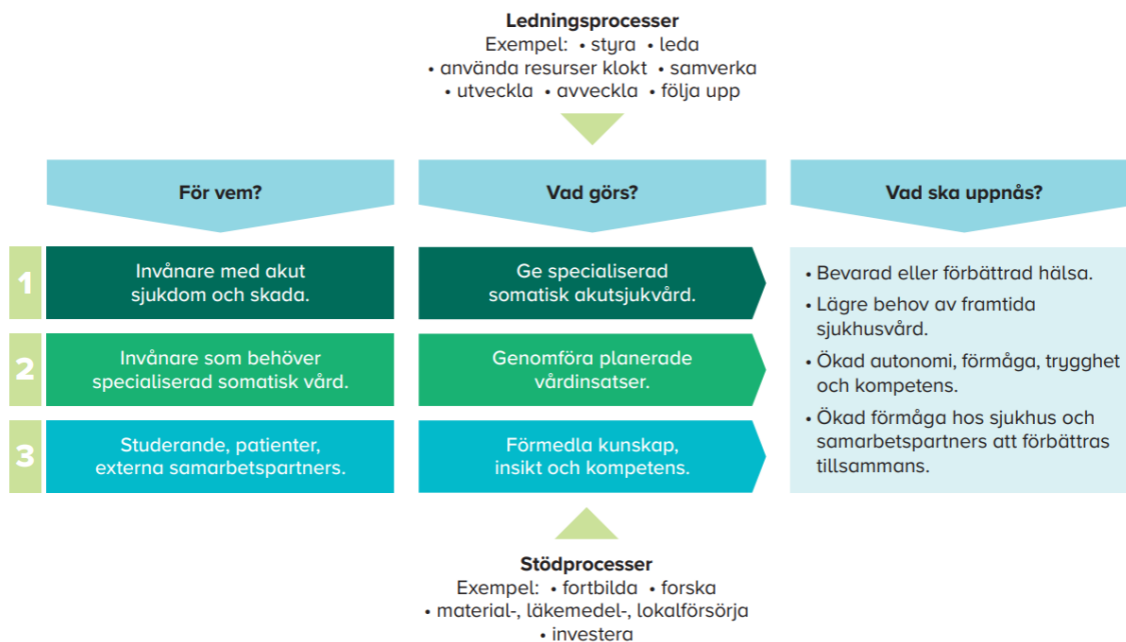 Ledningsprocesser
Exempel: • styra • leda
• använda resurser klokt • samverka
• utveckla • avveckla • följa upp
För vem?
Vad görs?
Vad ska uppnås?
1
Invånare med akut
sjukdom och skada.
Ge specialiserad
somatisk akutsjukvård.
2
Invånare som behöver
specialiserad somatisk vård.
Genomföra planerade
vårdinsatser.
3
Studerande, patienter,
externa samarbetspartners.
Förmedla kunskap,
insikt och kompetens.
• Bevarad eller förbättrad hälsa.
• Lägre behov av framtida
sjukhusvård.
• Ökad autonomi, förmåga, trygghet
och kompetens.
• Ökad förmåga hos sjukhus och
samarbetspartners att förbättras
tillsammans.
Stödprocesser
Exempel: • fortbilda • forska
• material-, läkemedel-, lokalförsörja
• investera